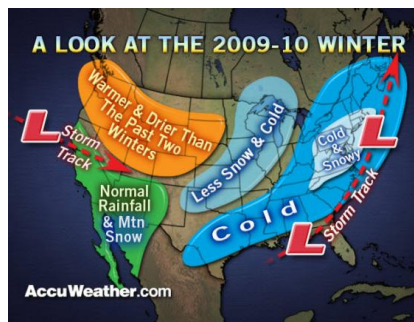 A LOOK AT THE 2009-10 WINTER
Warmer & Drier Than
The Past Two
Winters
L
Storm
Track
Less Snow & Cold
Cold
&
Snowy
L
Normal
Rainfall
& Mtn
Snow
Cold
L
Storm Track
AccuWeather.com